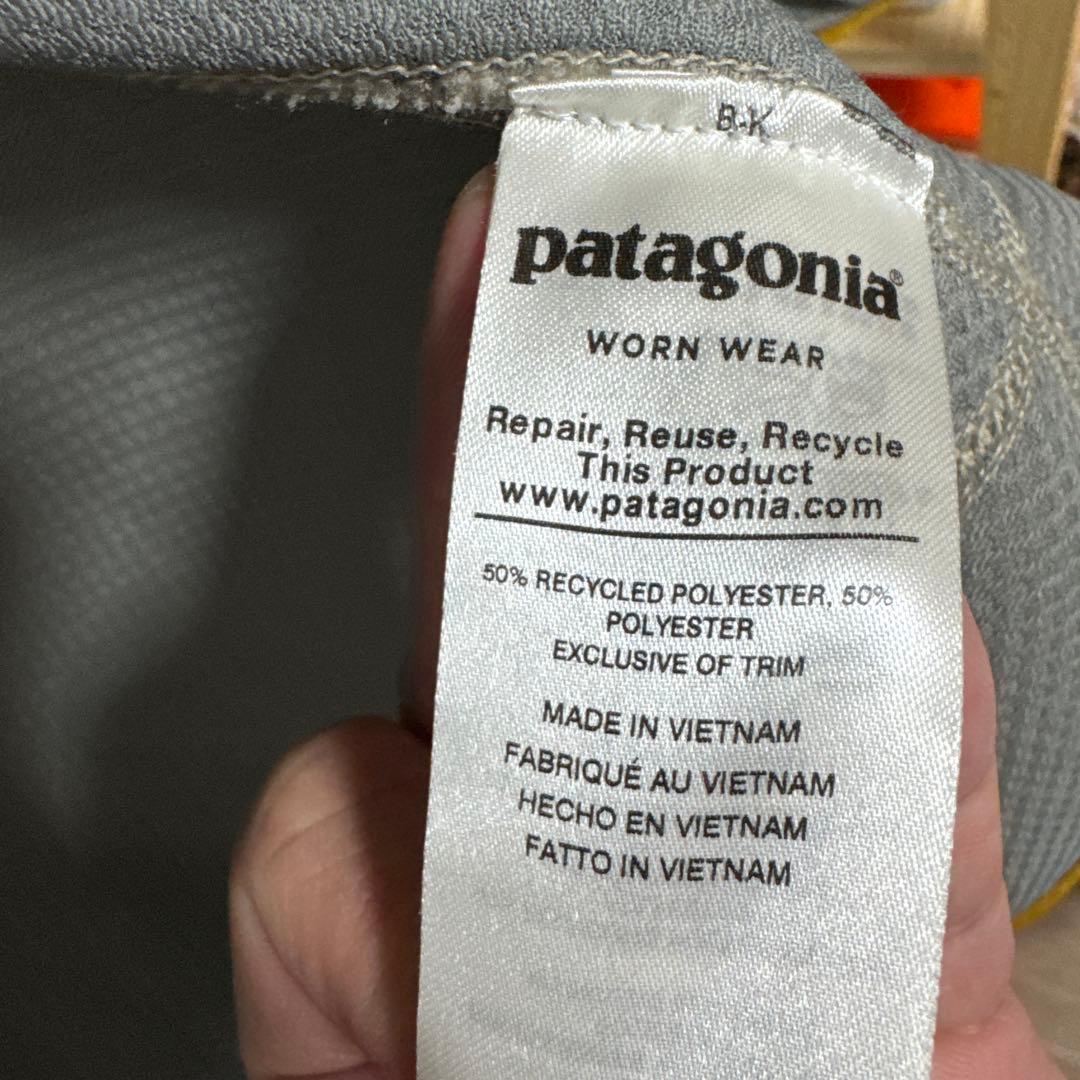 B-K
patagonia®
WORN WEAR
Repair, Reuse, Recycle
This Product
www.patagonia.com
50% RECYCLED POLYESTER, 50%
POLYESTER
EXCLUSIVE OF TRIM
MADE IN VIETNAM
FABRIQUÉ AU VIETNAM
HECHO EN VIETNAM
FATTO IN VIETNAM